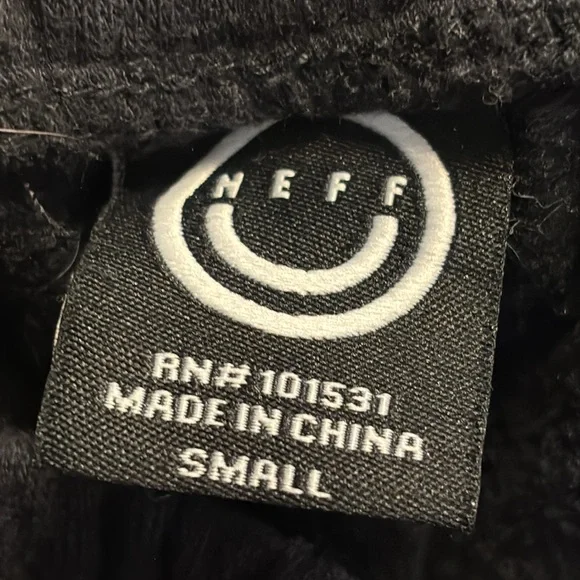 NEFF
RN# 101531
MADE IN CHINA
SMALL